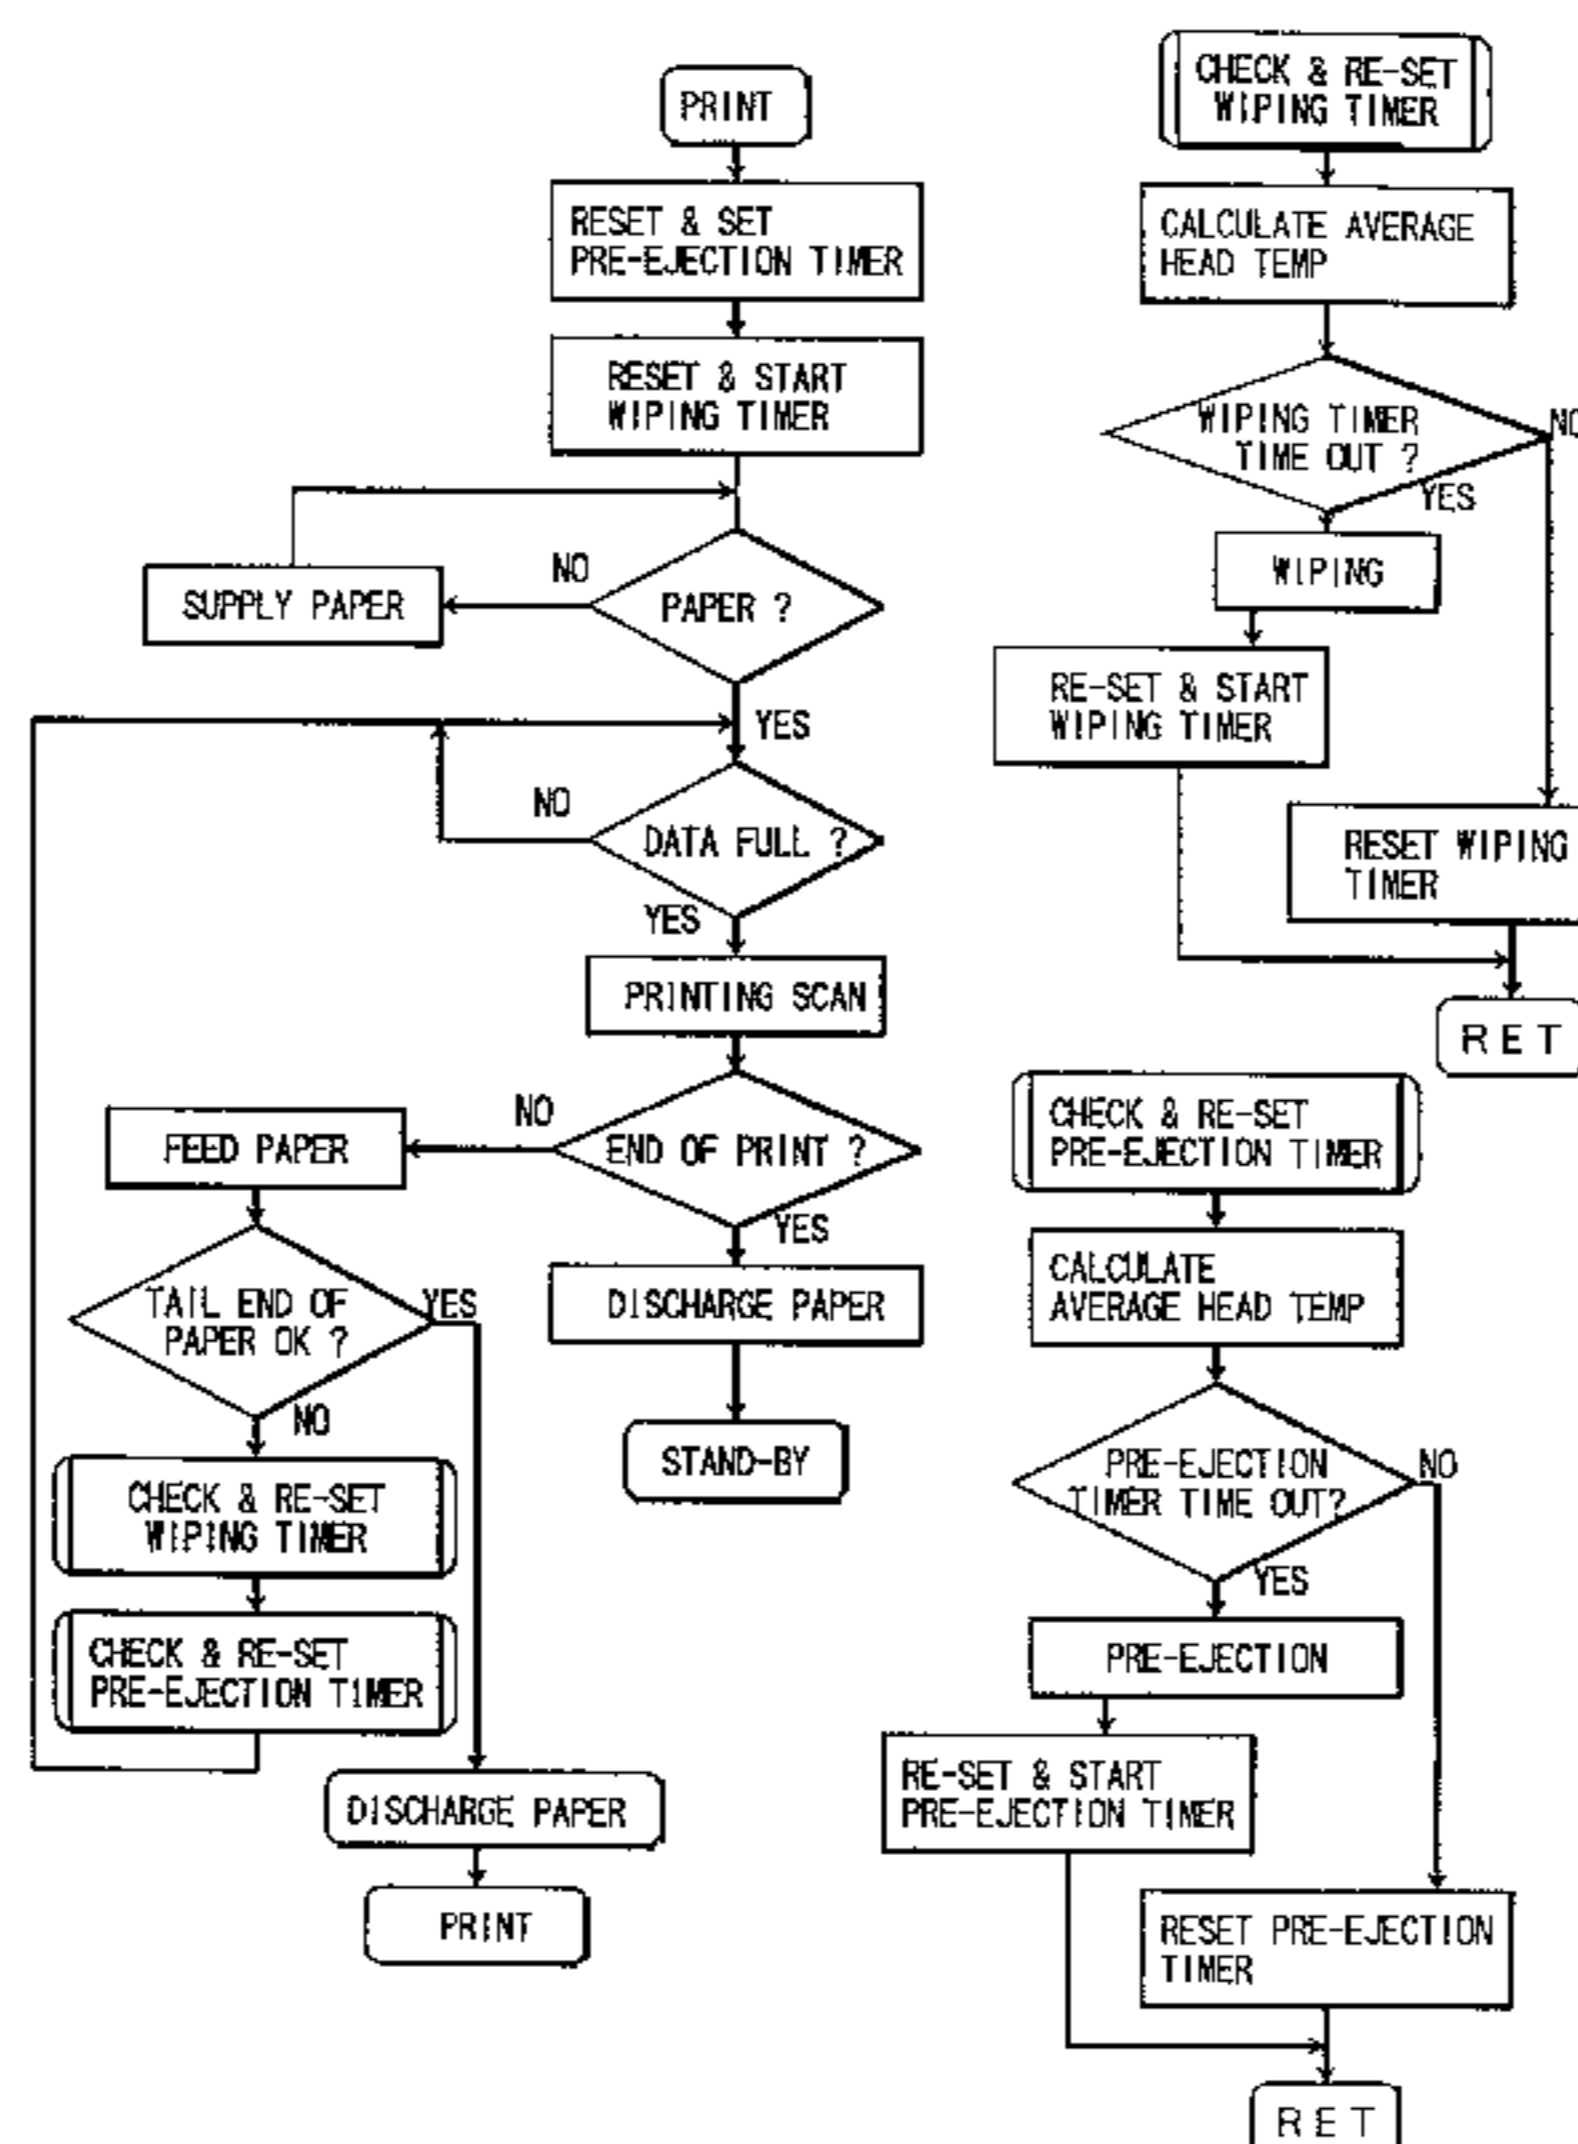 PRINT
RESET & SET
PRE-EJECTION TIMER
RESET & START
WIPING TIMER
NO
SUPPLY PAPER
PAPER ?
YES
NO
DATA FULL ?
YES
PRINTING SCAN
NO
FEED PAPER
END OF PRINT ?
YES
TAIL END OF
PAPER OK ?
YES
DISCHARGE PAPER
NO
STAND-BY
CHECK & RE-SET
WIPING TIMER
CHECK & RE-SET
PRE-EJECTION TIMER
DISCHARGE PAPER
PRINT
CHECK & RE-SET
WIPING TIMER
CALCULATE AVERAGE
HEAD TEMP
WIPING TIMER
TIME OUT ?
NO
YES
WIPING
RE-SET & START
WIPING TIMER
RESET WIPING
TIMER
RET
CHECK & RE-SET
PRE-EJECTION TIMER
CALCULATE
AVERAGE HEAD TEMP
PRE-EJECTION
TIMER TIME OUT?
NO
YES
PRE-EJECTION
RE-SET & START
PRE-EJECTION TIMER
RESET PRE-EJECTION
TIMER
RET